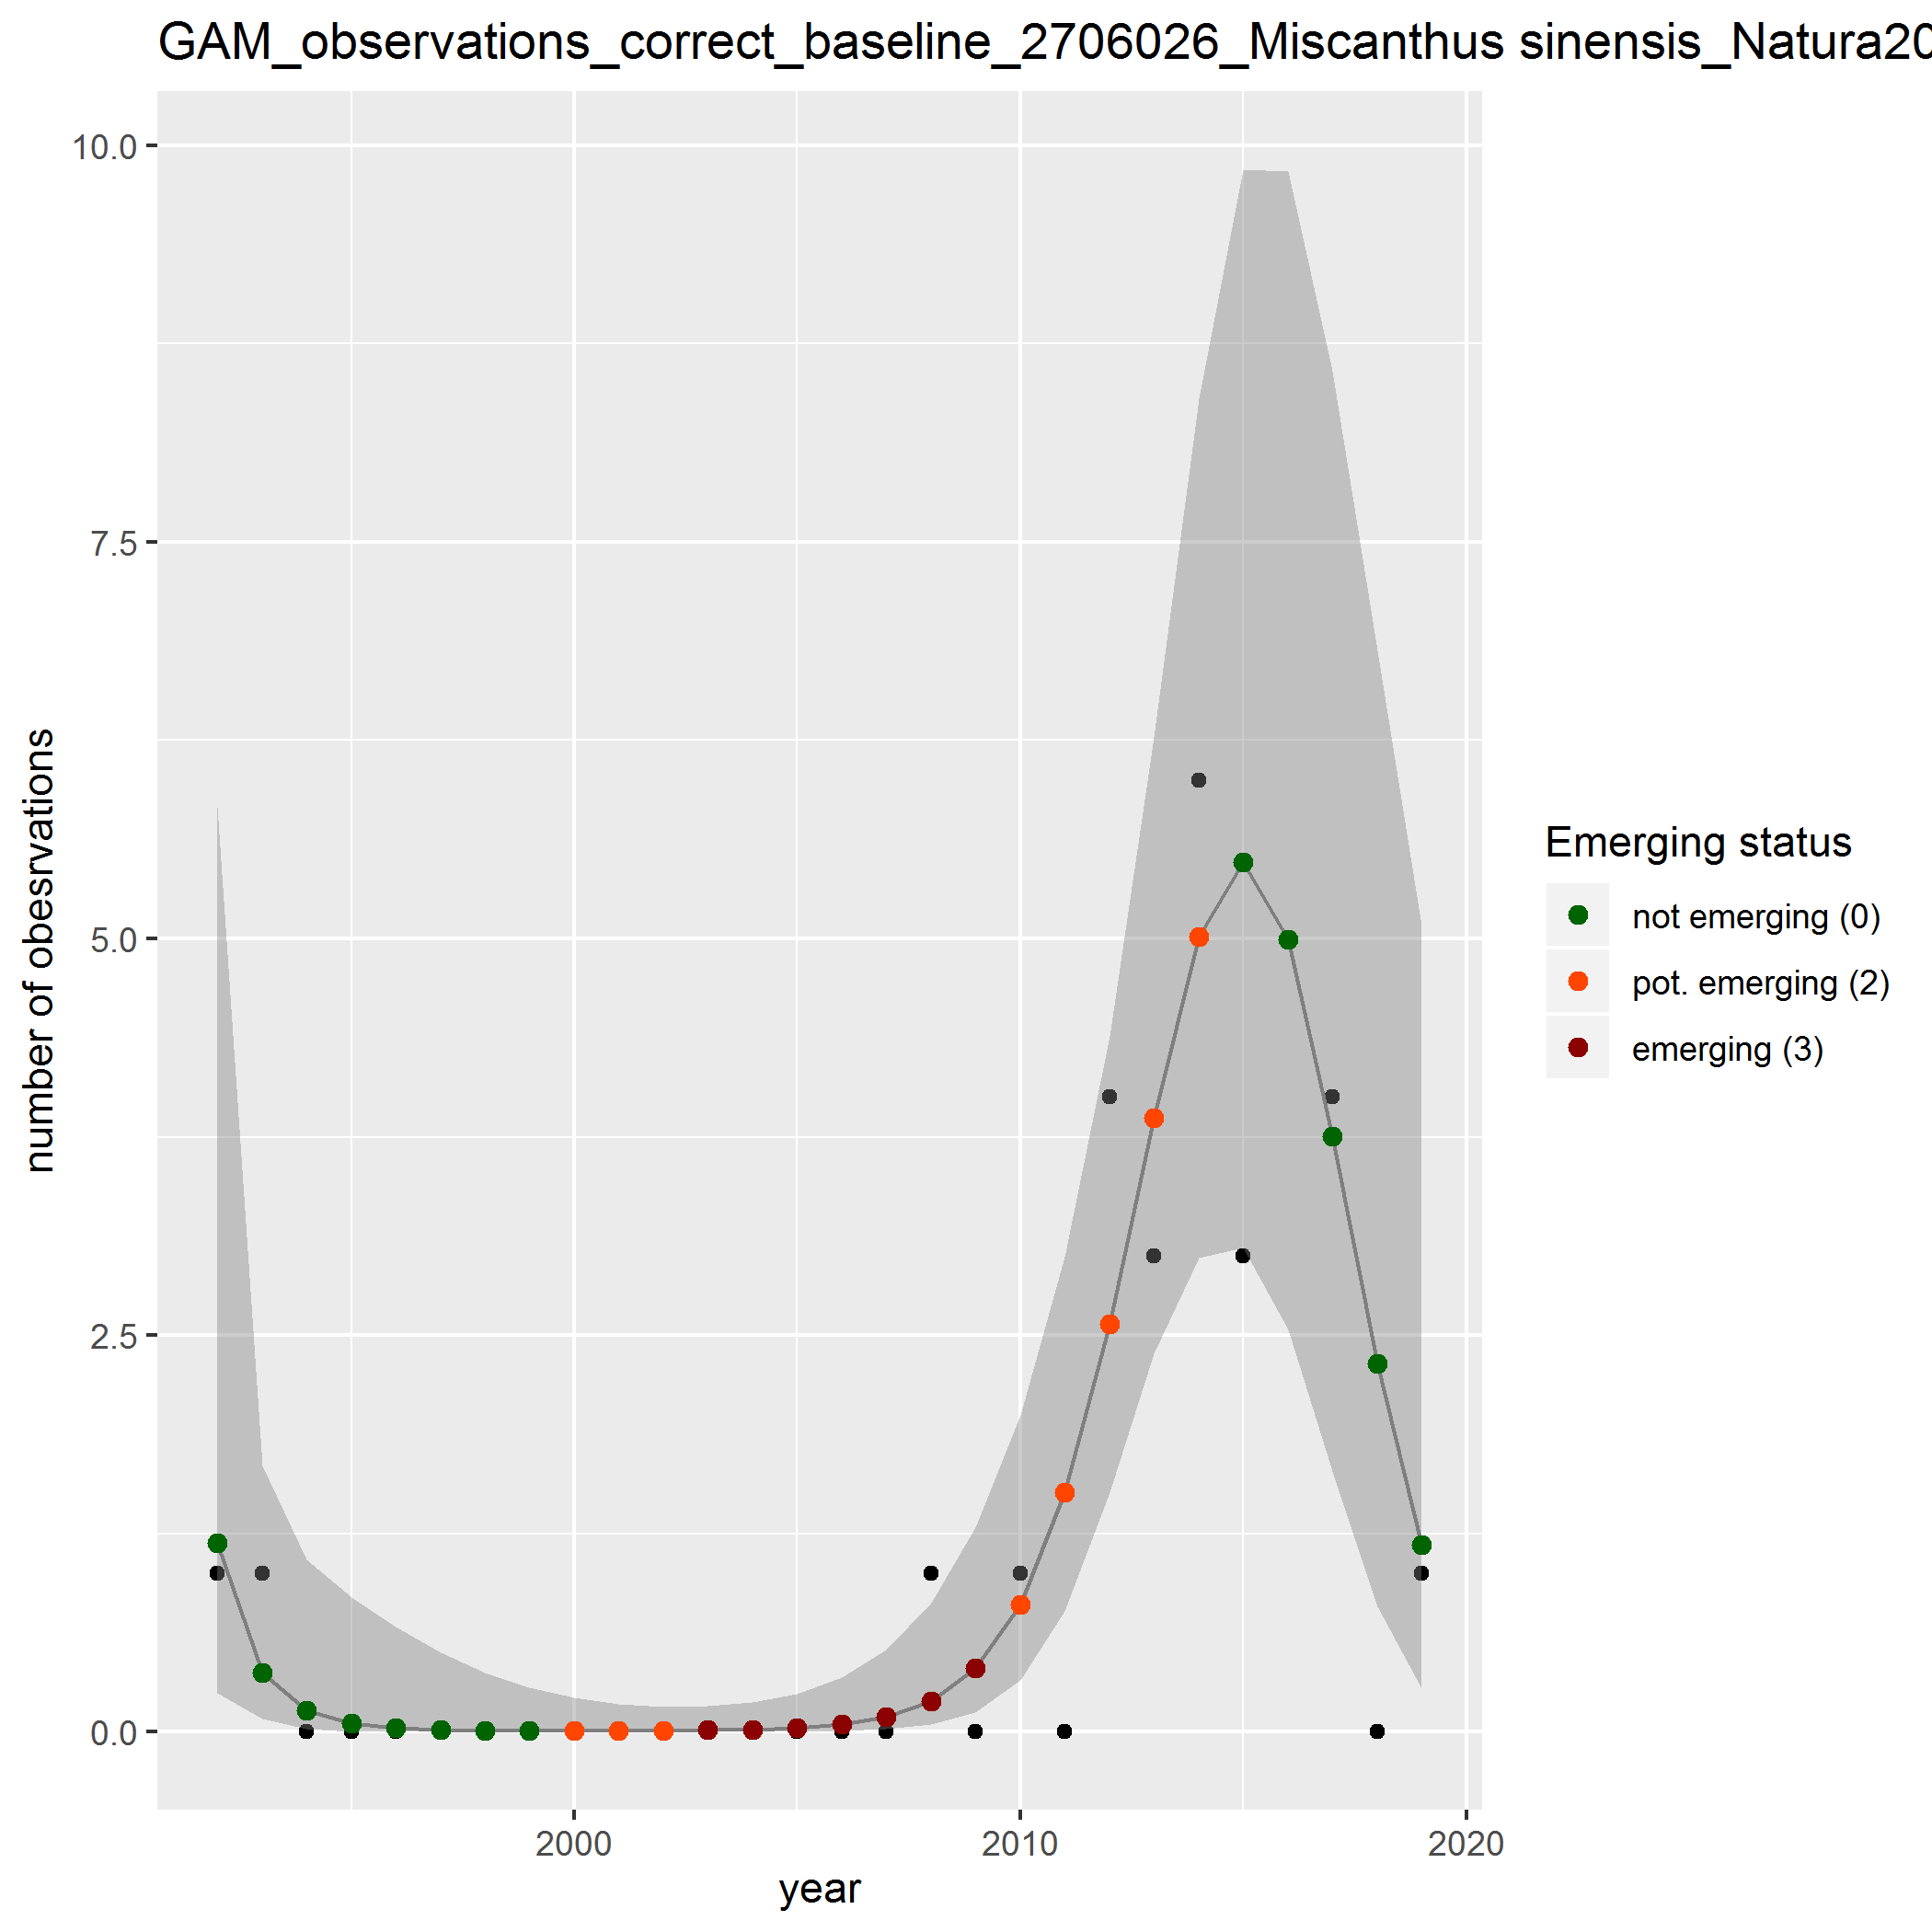 GAM_observations_correct_baseline_2706026_Miscanthus sinensis_Natura20
10.0
7.5
5.0
2.5
0.0
number of obesrvations
2000
2010
2020
year
Emerging status
not emerging (0)
pot. emerging (2)
emerging (3)